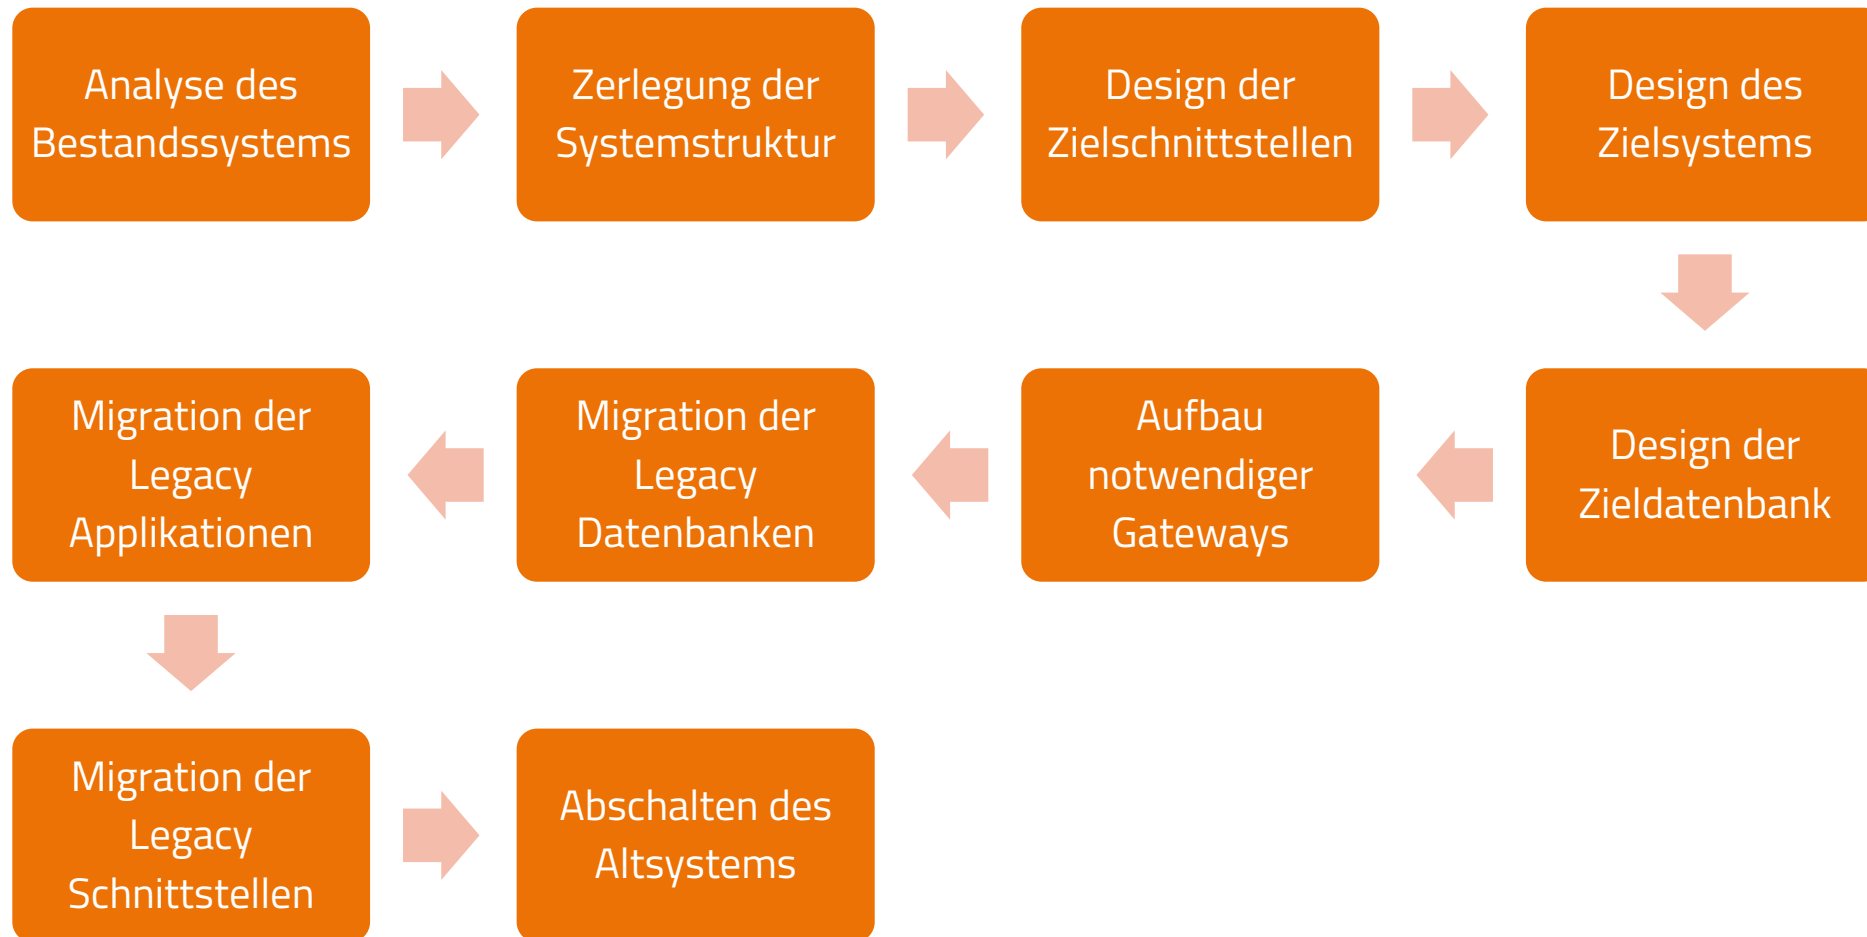 Analyse des
Bestandssystems
Zerlegung der
Systemstruktur
Design der
Zielschnittstellen
Design des
Zielsystems
Design der
Zieldatenbank
Aufbau
notwendiger
Gateways
Migration der
Legacy
Datenbanken
Migration der
Legacy
Applikationen
Migration der
Legacy
Schnittstellen
Abschalten des
Altsystems